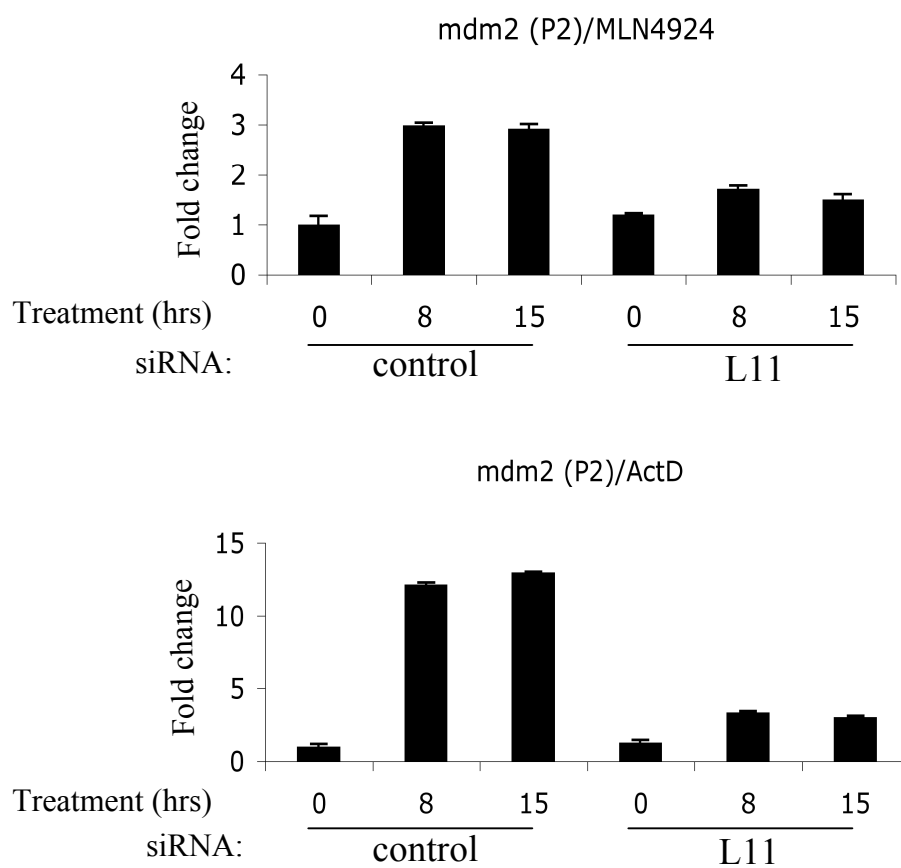 mdm2 (P2)/MLN4924
Fold change
4
3
2
1
0
Treatment (hrs) 0 8 15 0 8 15
siRNA: control L11
mdm2 (P2)/ActD
Fold change
15
10
5
0
Treatment (hrs) 0 8 15 0 8 15
siRNA: control L11